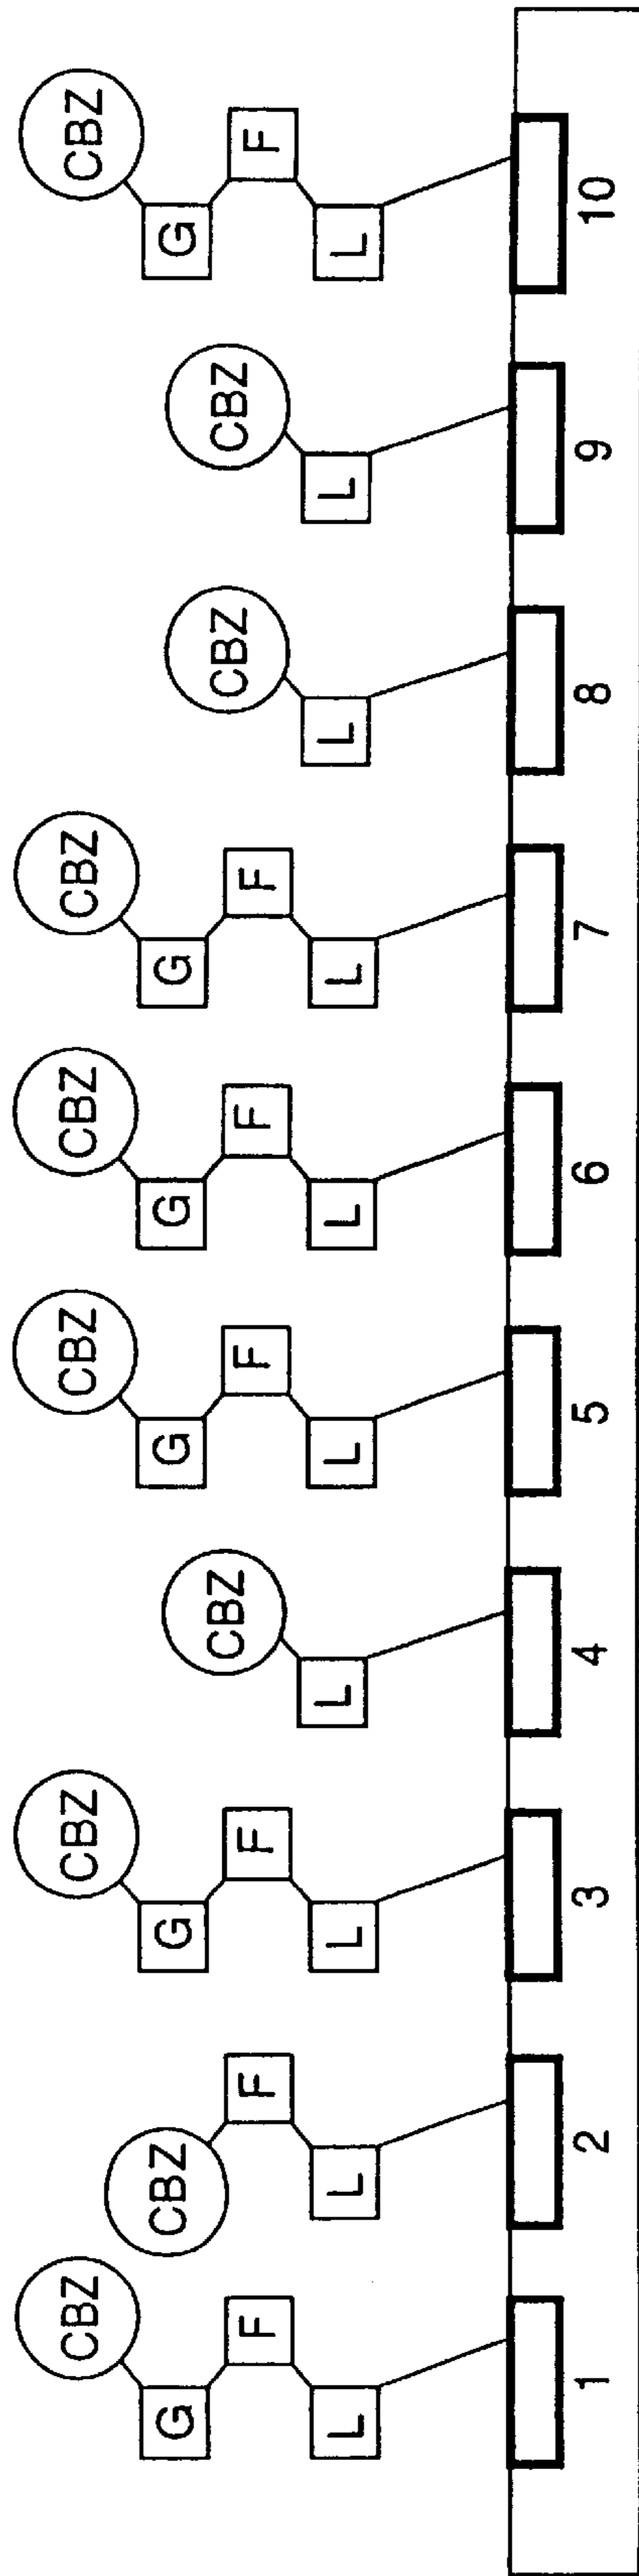 CBZ CBZ CBZ CBZ CBZ CBZ
G CBZ G G G G G
F F F CBZ F F F CBZ CBZ F
L L L L L L L L L L
1 2 3 4 5 6 7 8 9 10